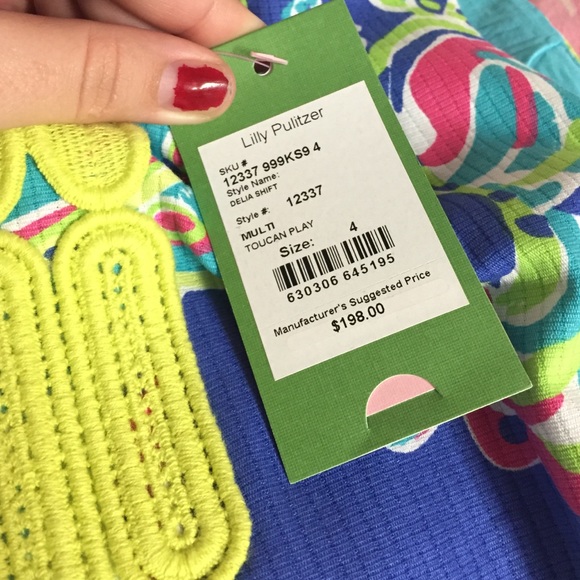 Lilly Pulitzer
SKU #
12337 999KS9 4
Style Name:
DELIA SHIFT
Style #: 12337
MULTI
TOUCAN PLAY
Size: 4
630306 645195
Manufacturer's Suggested Price
$198.00